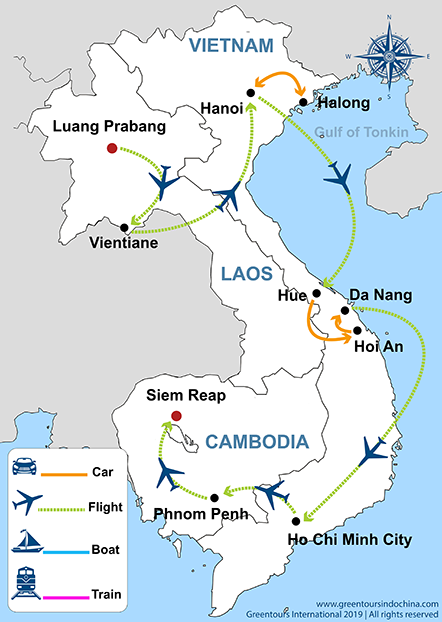 VIETNAM
N
W
E
S
Hanoi
Halong
Luang Prabang
Gulf of Tonkin
Vientiane
LAOS
Hue
Da Nang
Hoi An
Siem Reap
CAMBODIA
Car
Flight
Phnom Penh
Boat
Ho Chi Minh City
Train
www.greentoursindochina.com
Greentours International 2019 | All rights reserved